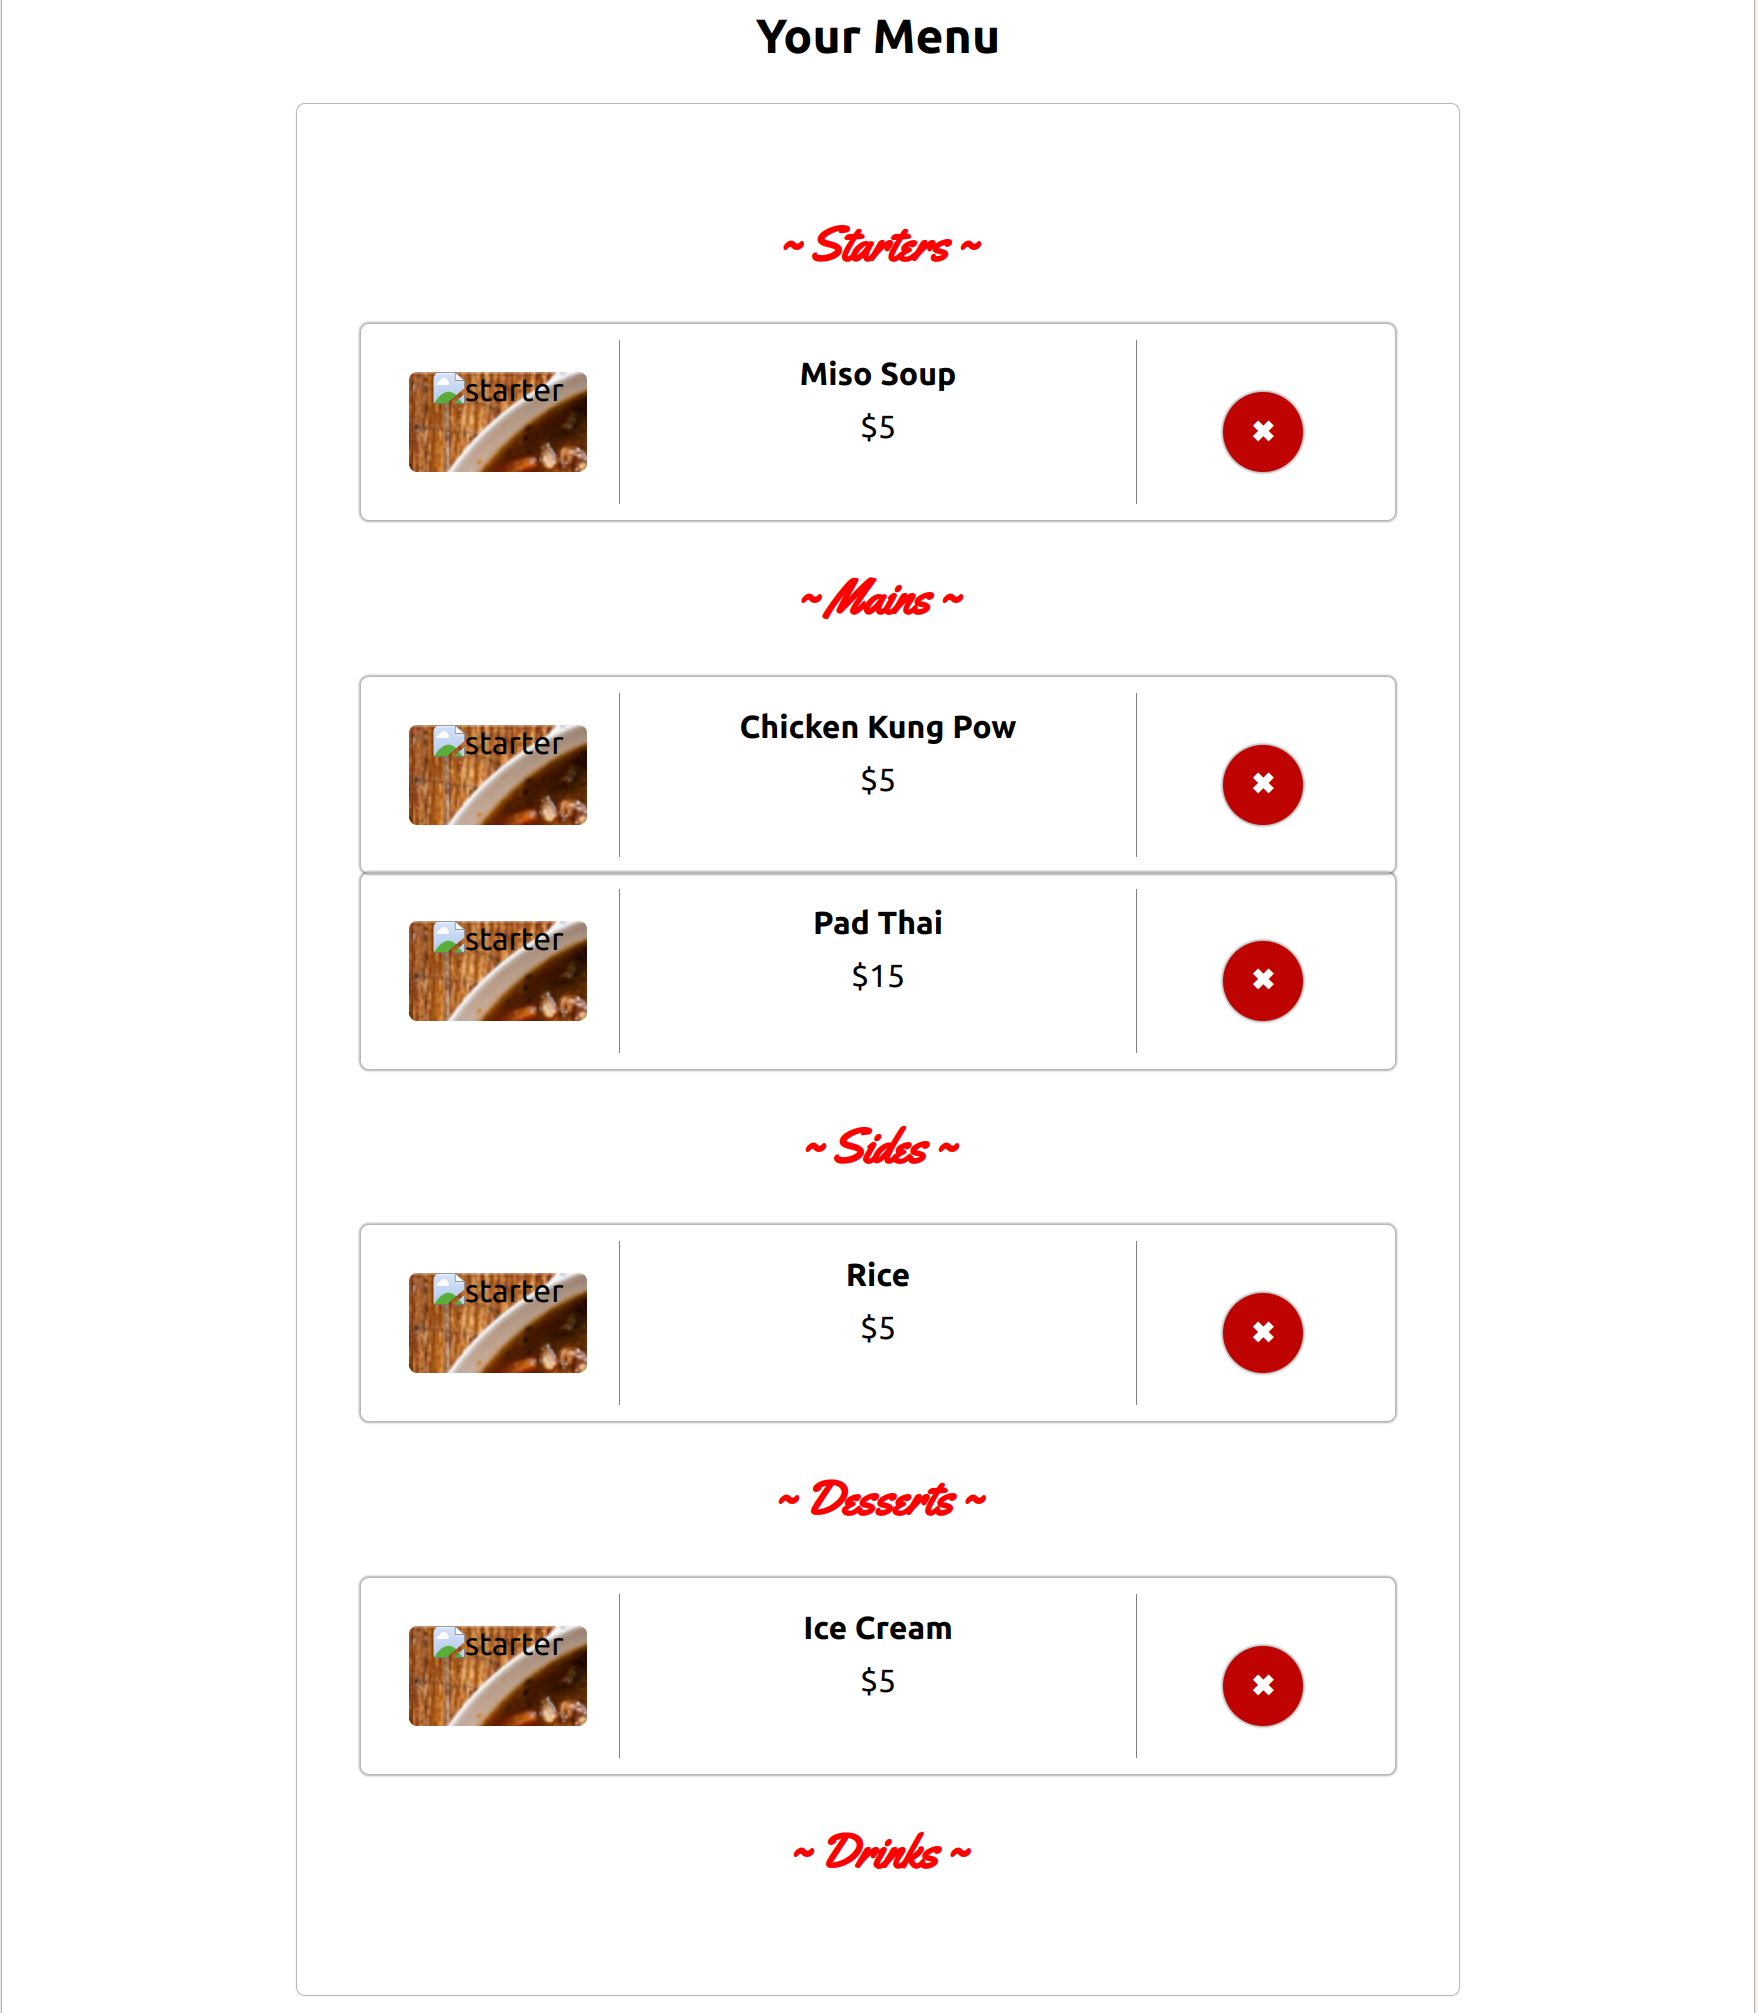 Your Menu
~ Starters ~
starter
Miso Soup
$5
✖
~ Mains ~
starter
Chicken Kung Pow
$5
✖
starter
Pad Thai
$15
✖
~ Sides ~
starter
Rice
$5
✖
~ Desserts ~
starter
Ice Cream
$5
✖
~ Drinks ~